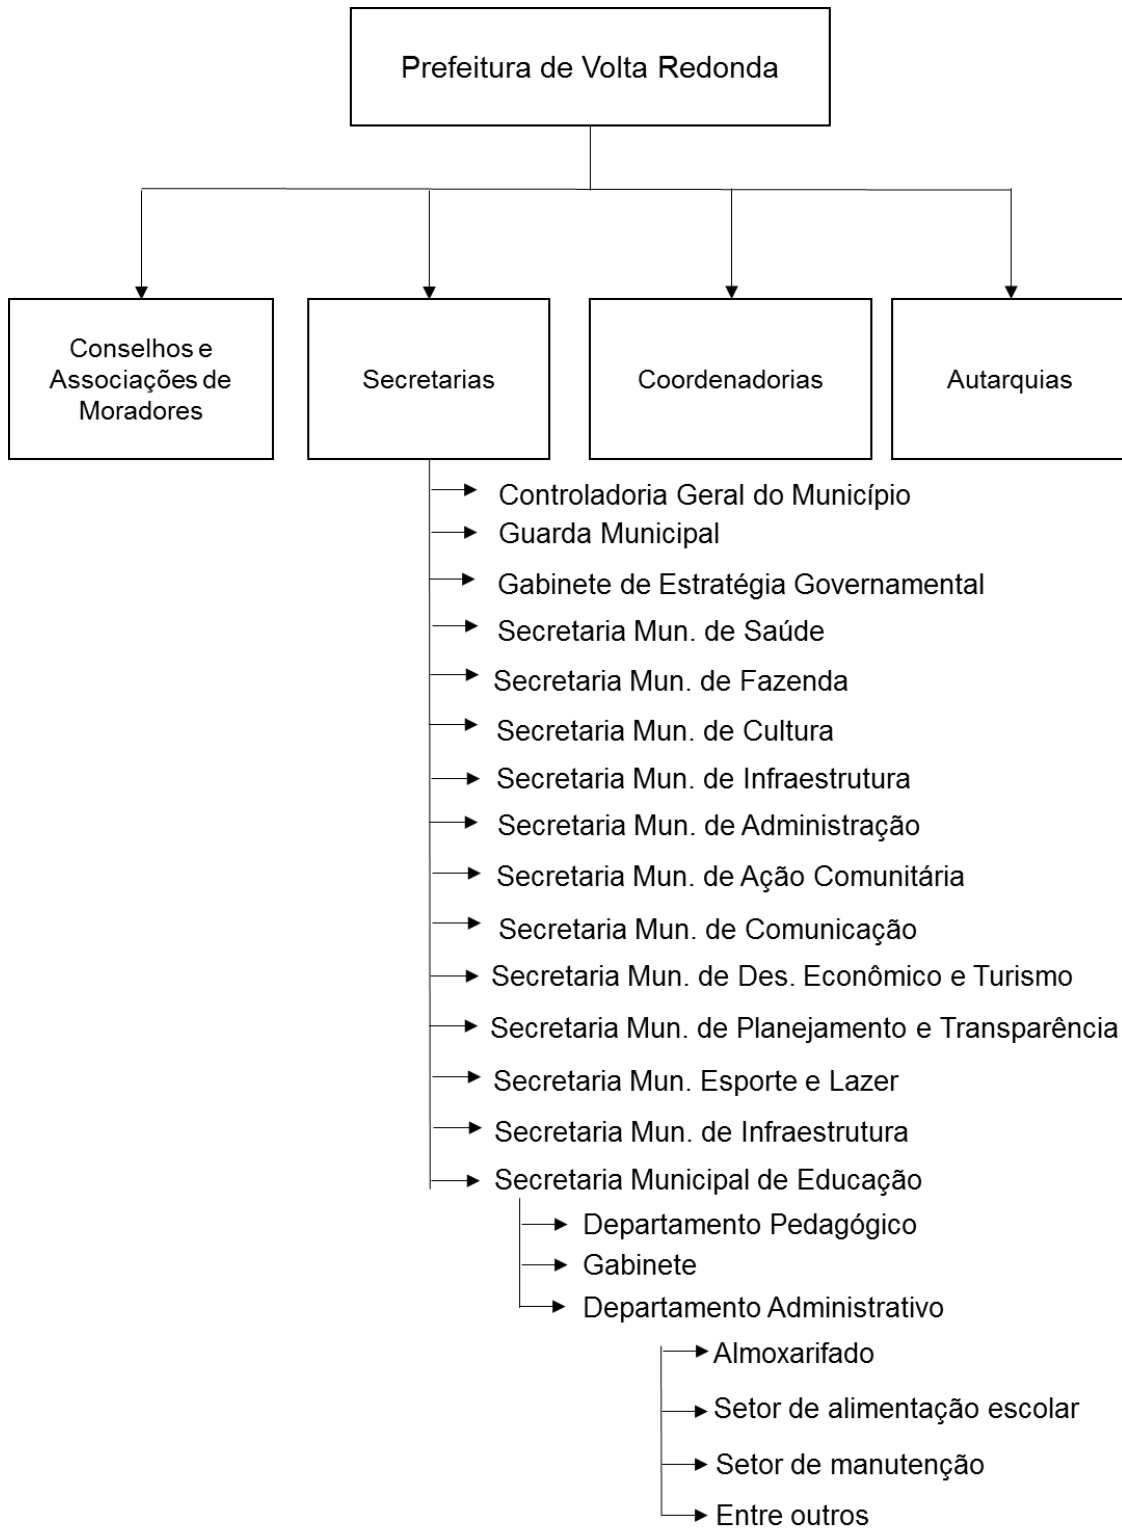 Prefeitura de Volta Redonda
Conselhos e
Associações de
Moradores
Secretarias
Coordenadorias
Autarquias
Controladoria Geral do Município
Guarda Municipal
Gabinete de Estratégia Governamental
Secretaria Mun. de Saúde
Secretaria Mun. de Fazenda
Secretaria Mun. de Cultura
Secretaria Mun. de Infraestrutura
Secretaria Mun. de Administração
Secretaria Mun. de Ação Comunitária
Secretaria Mun. de Comunicação
Secretaria Mun. de Des. Econômico e Turismo
Secretaria Mun. de Planejamento e Transparência
Secretaria Mun. Esporte e Lazer
Secretaria Mun. de Infraestrutura
Secretaria Municipal de Educação
Departamento Pedagógico
Gabinete
Departamento Administrativo
Almoxarifado
Setor de alimentação escolar
Setor de manutenção
Entre outros